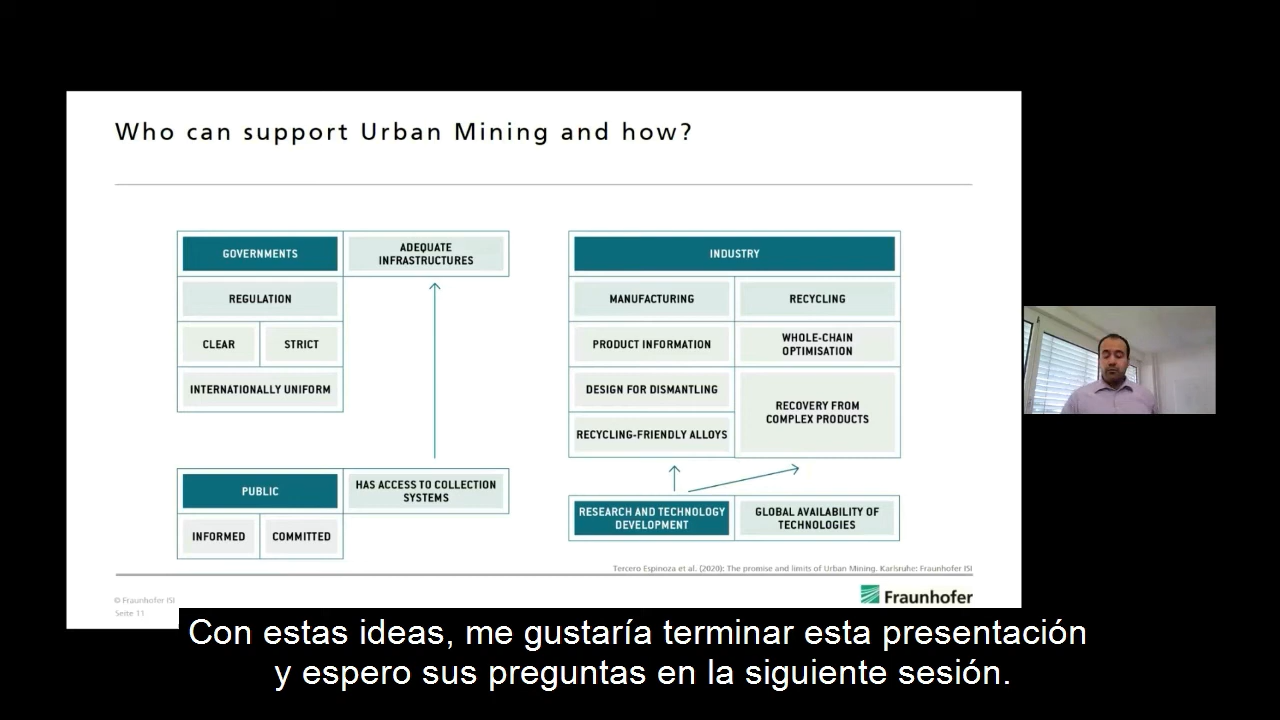 Who can support Urban Mining and how?
GOVERNMENTS
ADEQUATE
INFRASTRUCTURES
REGULATION
CLEAR
STRICT
INTERNATIONALLY UNIFORM
PUBLIC
HAS ACCESS TO COLLECTION
SYSTEMS
INFORMED
COMMITTED
INDUSTRY
MANUFACTURING
RECYCLING
PRODUCT INFORMATION
WHOLE-CHAIN
OPTIMISATION
DESIGN FOR DISMANTLING
RECOVERY FROM
COMPLEX PRODUCTS
RECYCLING-FRIENDLY ALLOYS
RESEARCH AND TECHNOLOGY
DEVELOPMENT
GLOBAL AVAILABILITY OF
TECHNOLOGIES
Tercero Espinoza et al. (2020): The promise and limits of Urban Mining. Karlsruhe: Fraunhofer ISI
© Fraunhofer ISI
Seite 11
Fraunhofer
Con estas ideas, me gustaría terminar esta presentación
y espero sus preguntas en la siguiente sesión.